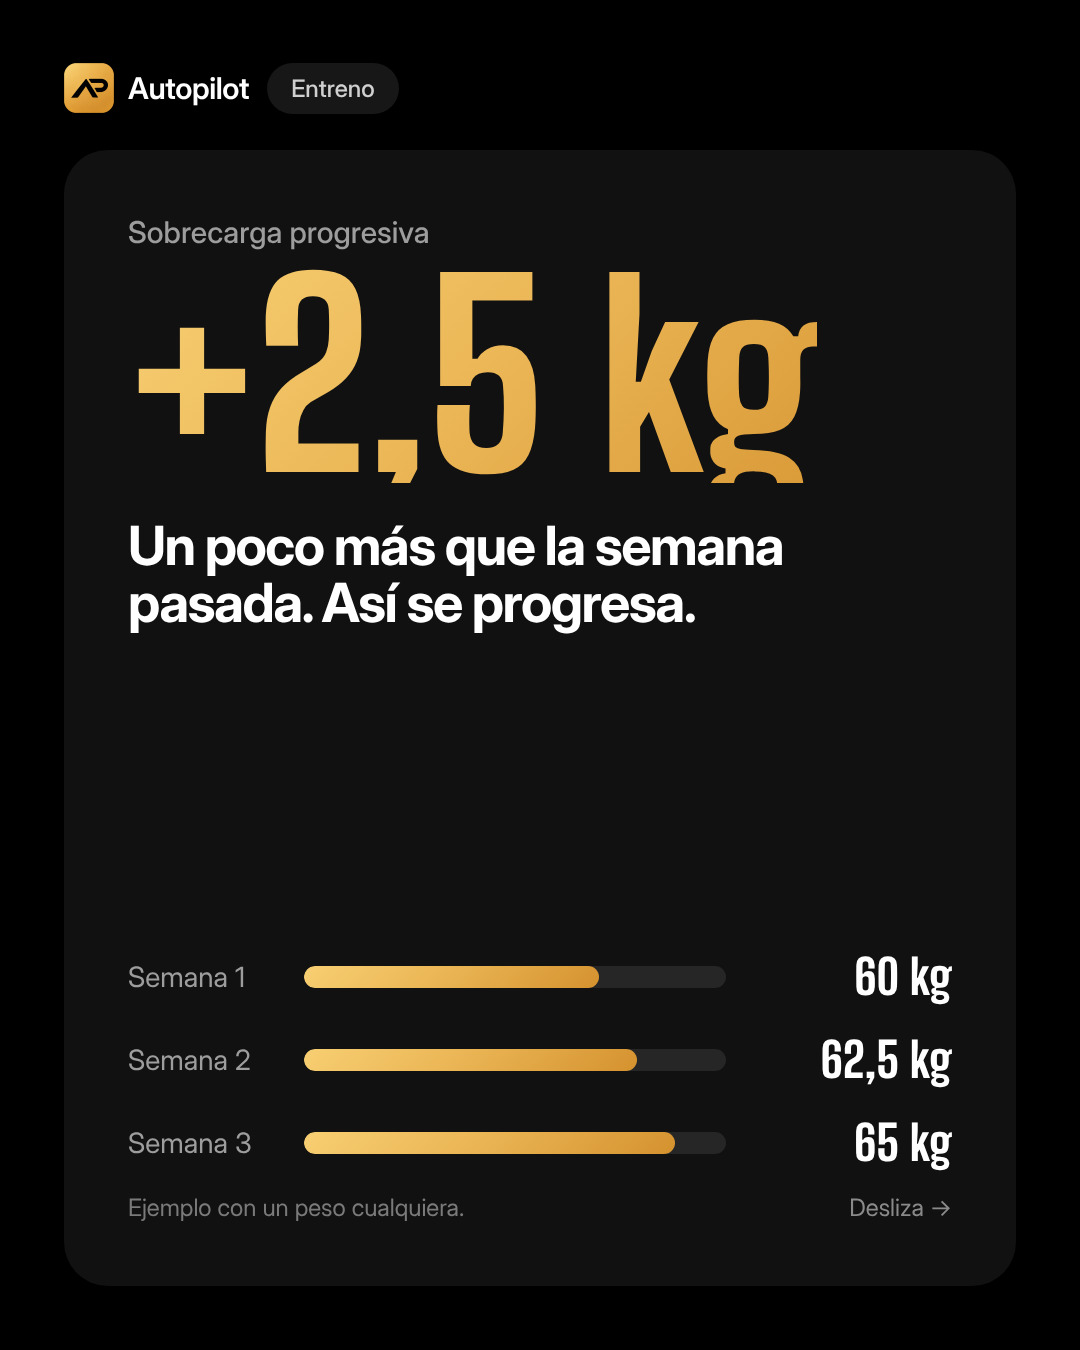 AP Autopilot Entreno
Sobrecarga progresiva
+2,5 kg
Un poco más que la semana
pasada. Así se progresa.
Semana 1 60 kg
Semana 2 62,5 kg
Semana 3 65 kg
Ejemplo con un peso cualquiera. Desliza →